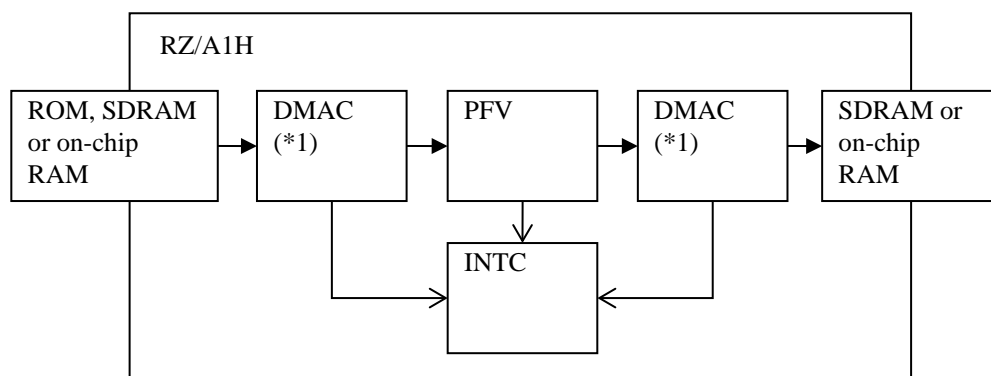 RZ/A1H
ROM, SDRAM
or on-chip
RAM
DMAC
(*1)
PFV
DMAC
(*1)
SDRAM or
on-chip
RAM
INTC